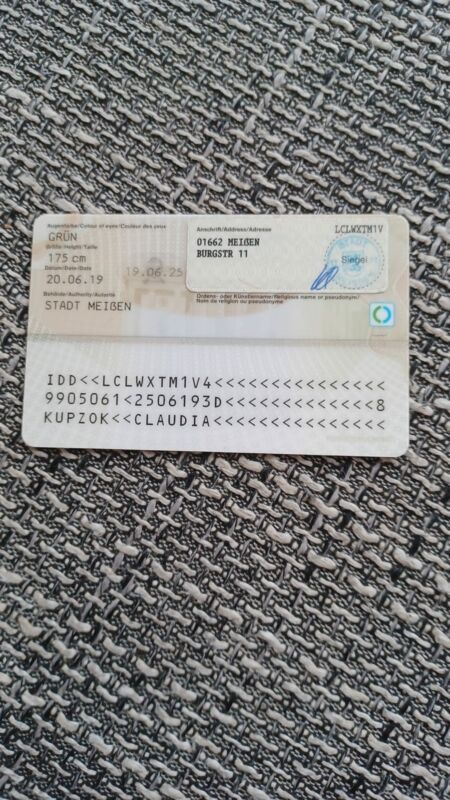 Augenfarbe/Colour of eyes/Couleur des yeux
GRÜN
Größe/Height/Taille
175 cm
Datum/Date/Date
20.06.19
19.06.25
Behörde/Authority/Autorité
STADT MEIßEN
Anschrift/Address/Adresse
LCLWXTM1V
01662 MEIßEN
BURGSTR 11
STADT
Siegel
Ordens- oder Künstlername/Religious name or pseudonym/
Nom de religion ou pseudonyme
IDD<<LCLWXTM1V4<<<<<<<<<<<<<<<
9905061<2506193D<<<<<<<<<<<<<8
KUPZOK<<CLAUDIA<<<<<<<<<<<<<<<